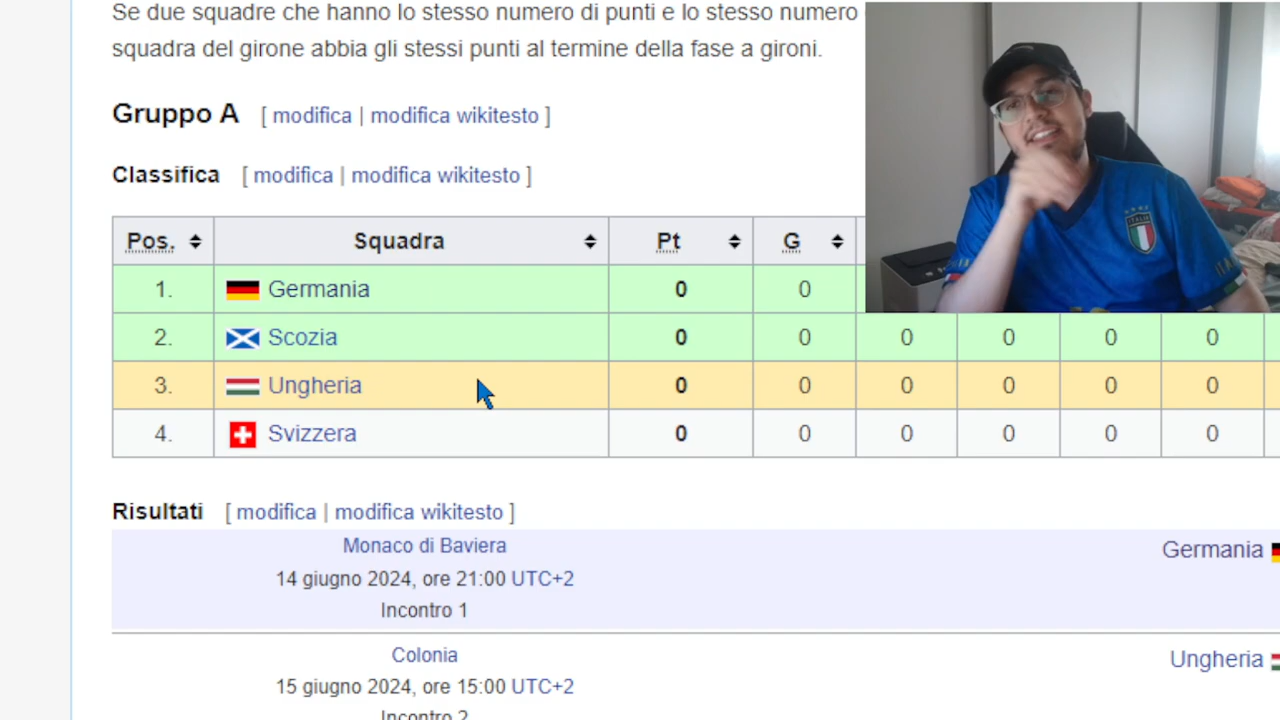 Se due squadre che hanno lo stesso numero di punti e lo stesso numero
squadra del girone abbia gli stessi punti al termine della fase a gironi.
Gruppo A [ modifica | modifica wikitesto ]
Classifica [ modifica | modifica wikitesto ]
Pos. Squadra Pt G
1. Germania 0 0
2. Scozia 0 0 0 0 0 0
3. Ungheria 0 0 0 0 0 0
4. Svizzera 0 0 0 0 0 0
Risultati [ modifica | modifica wikitesto ]
Monaco di Baviera
Germania
14 giugno 2024, ore 21:00 UTC+2
Incontro 1
Colonia
Ungheria
15 giugno 2024, ore 15:00 UTC+2
Incontro 2
ITALIA